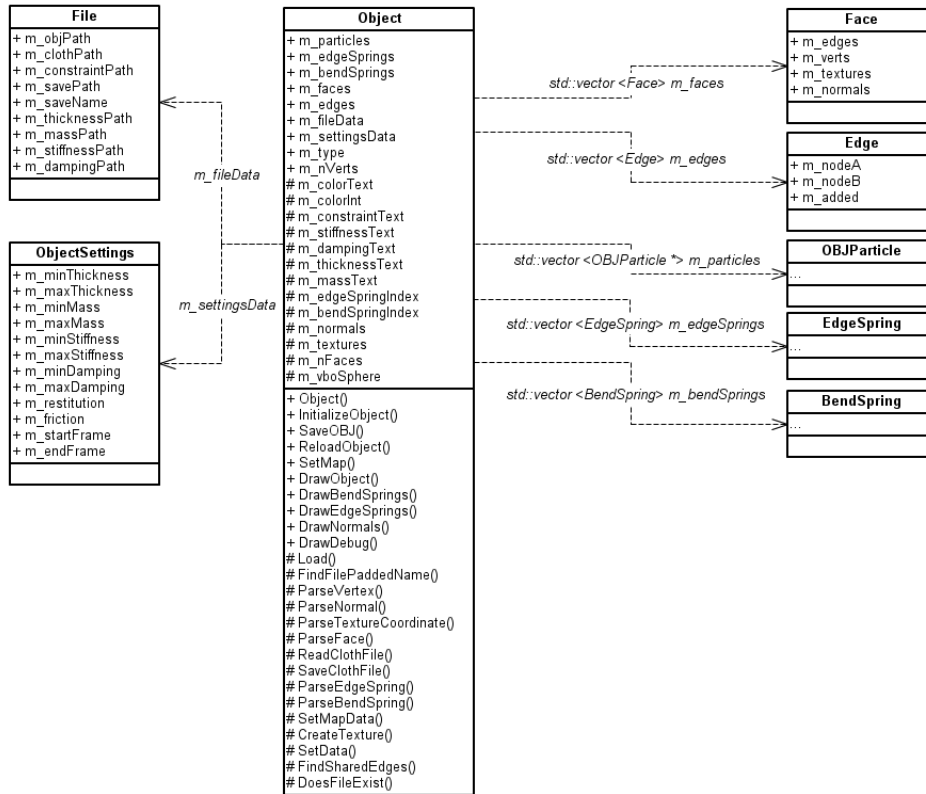 File
+ m_objPath
+ m_clothPath
+ m_constraintPath
+ m_savePath
+ m_saveName
+ m_thicknessPath
+ m_massPath
+ m_stiffnessPath
+ m_dampingPath
ObjectSettings
+ m_minThickness
+ m_maxThickness
+ m_minMass
+ m_maxMass
+ m_minStiffness
+ m_maxStiffness
+ m_minDamping
+ m_maxDamping
+ m_restitution
+ m_friction
+ m_startFrame
+ m_endFrame
m_fileData
m_settingsData
Object
+ m_particles
+ m_edgeSprings
+ m_bendSprings
+ m_faces
+ m_edges
+ m_fileData
+ m_settingsData
+ m_type
+ m_nVerts
# m_colorText
# m_colorInt
# m_constraintText
# m_stiffnessText
# m_dampingText
# m_thicknessText
# m_massText
# m_edgeSpringIndex
# m_bendSpringIndex
# m_normals
# m_textures
# m_nFaces
# m_vboSphere
+ Object()
+ InitializeObject()
+ SaveOBJ()
+ ReloadObject()
+ SetMap()
+ DrawObject()
+ DrawBendSprings()
+ DrawEdgeSprings()
+ DrawNormals()
+ DrawDebug()
# Load()
# FindFilePaddedName()
# ParseVertex()
# ParseNormal()
# ParseTextureCoordinate()
# ParseFace()
# ReadClothFile()
# SaveClothFile()
# ParseEdgeSpring()
# ParseBendSpring()
# SetMapData()
# CreateTexture()
# SetData()
# FindSharedEdges()
# DoesFileExist()
std::vector <Face> m_faces
std::vector <Edge> m_edges
std::vector <OBJParticle *> m_particles
std::vector <EdgeSpring> m_edgeSprings
std::vector <BendSpring> m_bendSprings
Face
+ m_edges
+ m_verts
+ m_textures
+ m_normals
Edge
+ m_nodeA
+ m_nodeB
+ m_added
OBJParticle
...
EdgeSpring
...
BendSpring
...